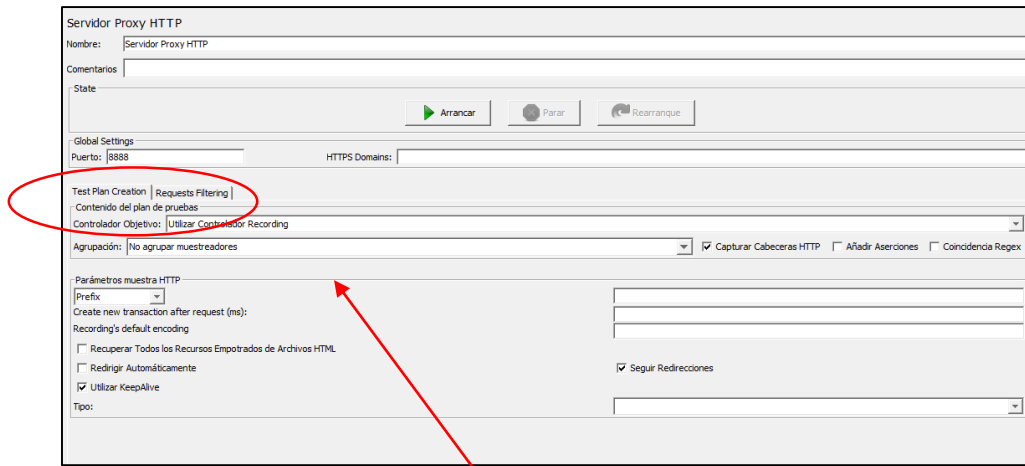 Servidor Proxy HTTP
Nombre: Servidor Proxy HTTP
Comentarios
State
Arrancar Parar Rearranque
Global Settings
Puerto: 8888 HTTPS Domains:
Test Plan Creation Requests Filtering
Contenido del plan de pruebas
Controlador Objetivo: Utilizar Controlador Recording
Agrupación: No agrupar muestreadores Capturar Cabeceras HTTP Añadir Aserciones Coincidencia Regex
Parámetros muestra HTTP
Prefix
Create new transaction after request (ms):
Recording's default encoding
Recuperar Todos los Recursos Empotrados de Archivos HTML
Redirigir Automáticamente Seguir Redirecciones
Utilizar KeepAlive
Tipo: